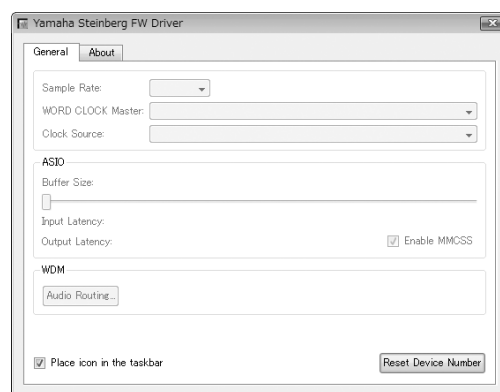 Yamaha Steinberg FW Driver
General
About
Sample Rate:
WORD CLOCK Master:
Clock Source:
ASIO
Buffer Size:
Input Latency:
Output Latency:
Enable MMCSS
WDM
Audio Routing...
Place icon in the taskbar
Reset Device Number